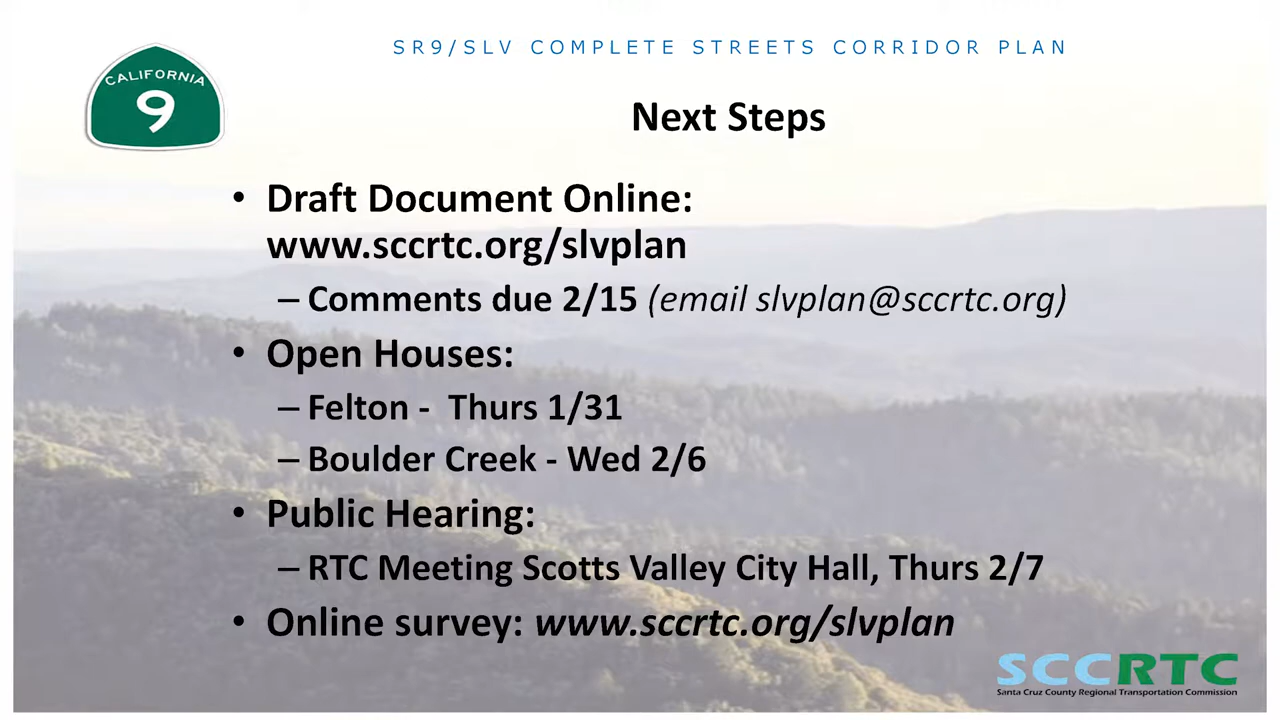 SR9/SLV COMPLETE STREETS CORRIDOR PLAN
CALIFORNIA
9
Next Steps
• Draft Document Online:
www.sccrtc.org/slvplan
– Comments due 2/15 (email slvplan@sccrtc.org)
• Open Houses:
– Felton - Thurs 1/31
– Boulder Creek - Wed 2/6
• Public Hearing:
– RTC Meeting Scotts Valley City Hall, Thurs 2/7
• Online survey: www.sccrtc.org/slvplan
SCCRTC
Santa Cruz County Regional Transportation Commission